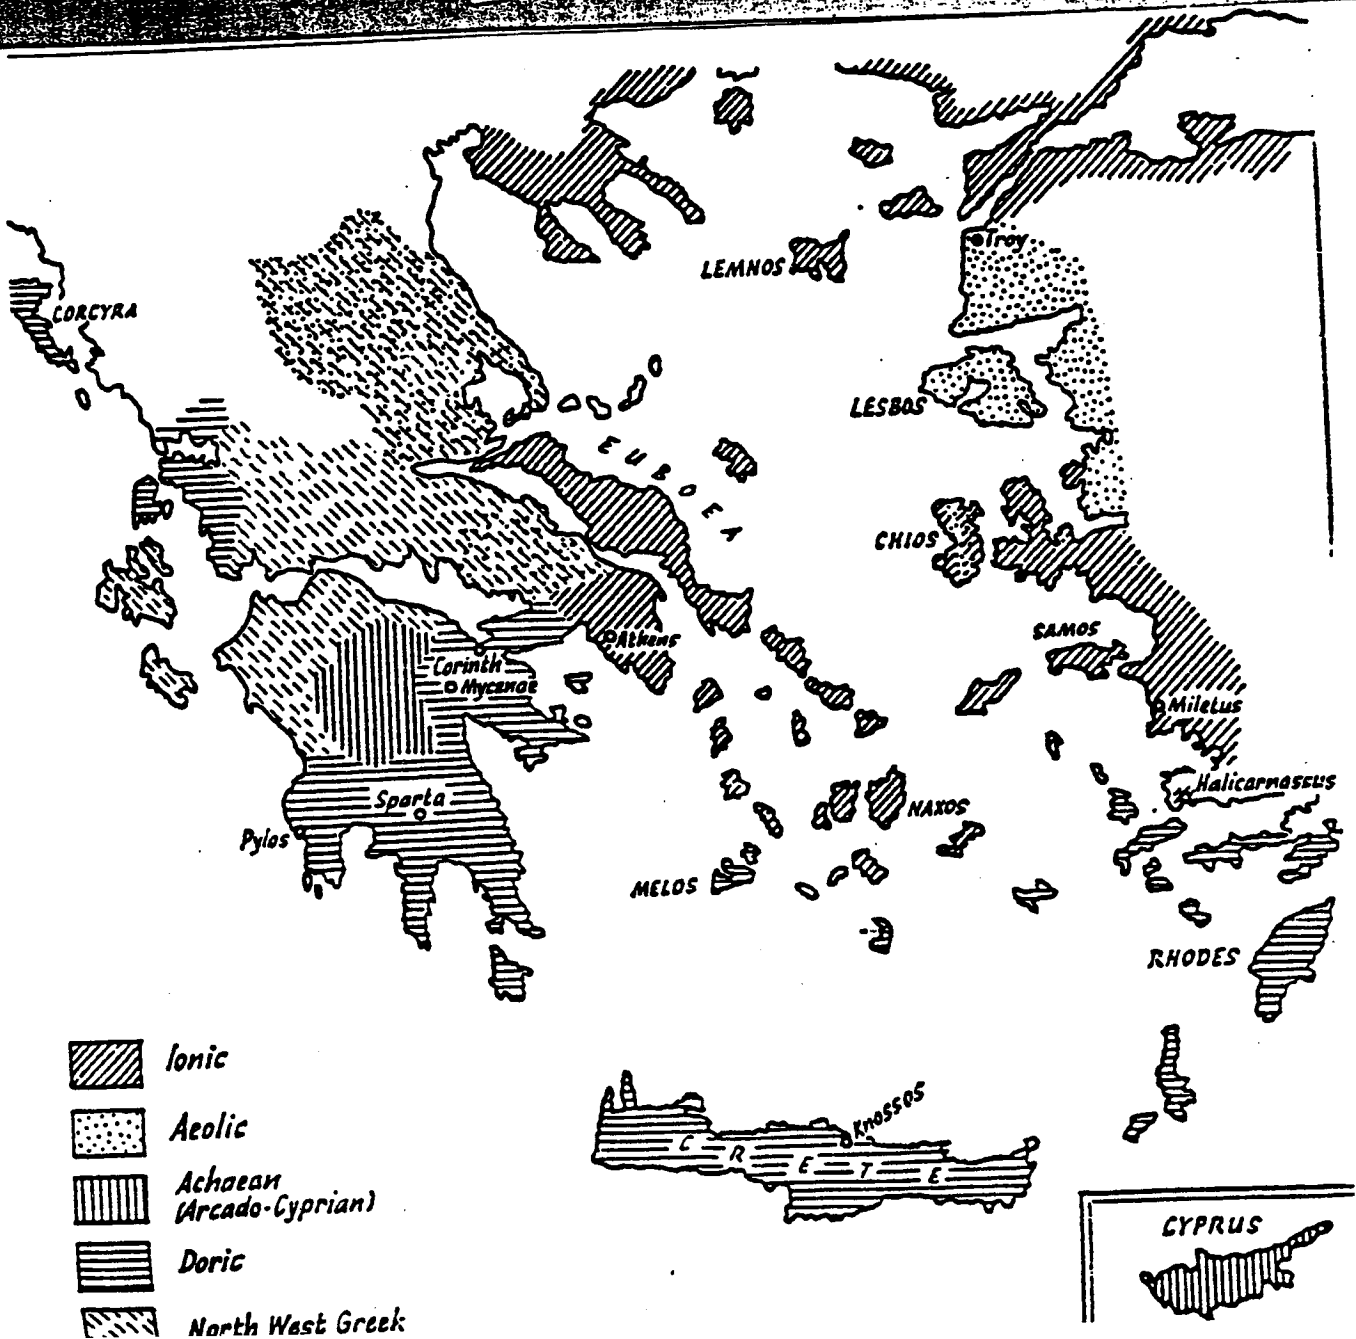 LEMNOS
Troy
CORCYRA
LESBOS
EUBOEA
CHIOS
Athens
SAMOS
Corinth
Mycenae
Miletus
Halicarnassus
Sparta
NAXOS
Pylos
MELOS
RHODES
Ionic
Knossos
Aeolic
CRETE
Achaean
(Arcado-Cyprian)
CYPRUS
Doric
North West Greek